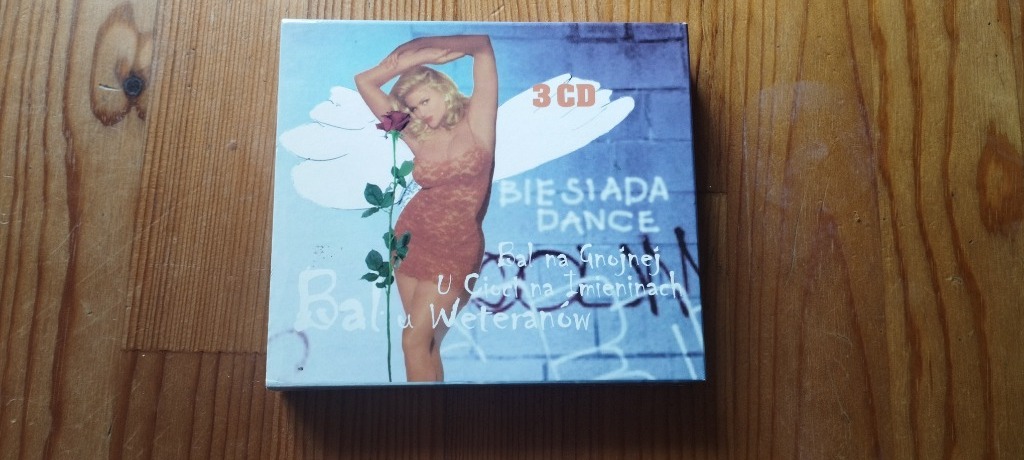 3 CD
BIESIADA
DANCE
Bal na Gnojnej
U Cioci na Imieninach
Bal u Weteranów